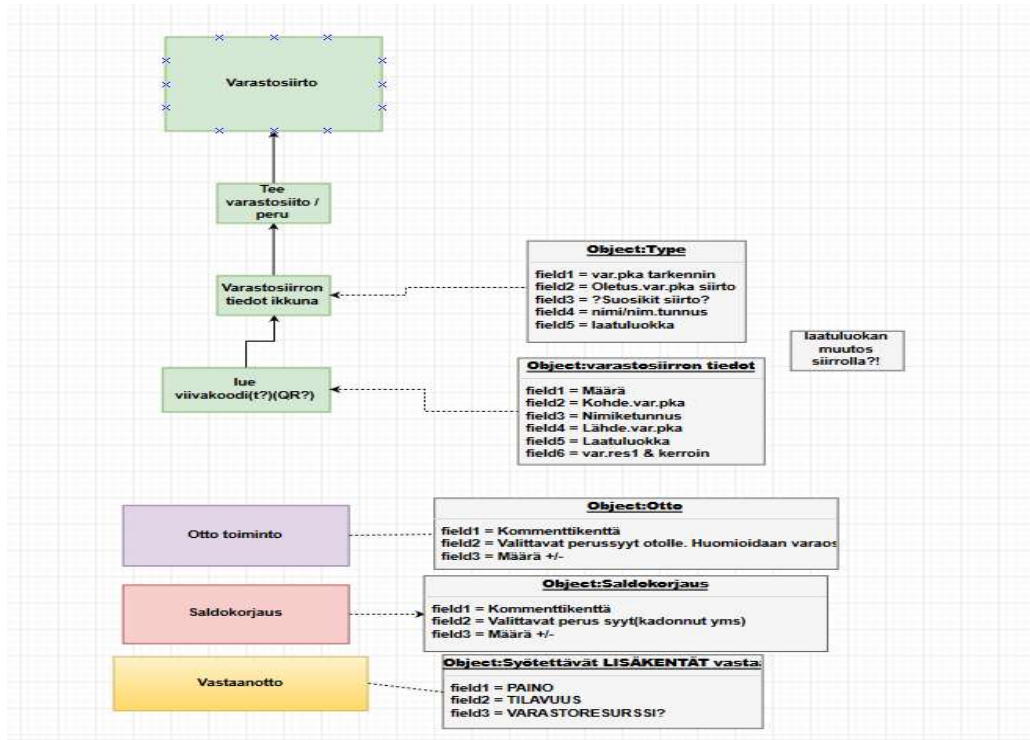 Varastosiirto
Tee
varastosiito /
peru
Varastosiirron
tiedot ikkuna
Object:Type
field1 = var.pka tarkennin
field2 = Oletus.var.pka siirto
field3 = ?Suosikit siirto?
field4 = nimi/nim.tunnus
field5 = laatuluokka
laatuluokan
muutos
siirrolla?!
lue
viivakoodi(t?)(QR?)
Object:varastosiirron tiedot
field1 = Määrä
field2 = Kohde.var.pka
field3 = Nimiketunnus
field4 = Lähde.var.pka
field5 = Laatuluokka
field6 = var.res1 & kerroin
Otto toiminto
Object:Otto
field1 = Kommenttikenttä
field2 = Valittavat perussyyt otolle. Huomioidaan varaos
field3 = Määrä +/-
Saldokorjaus
Object:Saldokorjaus
field1 = Kommenttikenttä
field2 = Valittavat perus syyt(kadonnut yms)
field3 = Määrä +/-
Vastaanotto
Object:Syötettävät LISÄKENTÄT vasta
field1 = PAINO
field2 = TILAVUUS
field3 = VARASTORESURSSI?